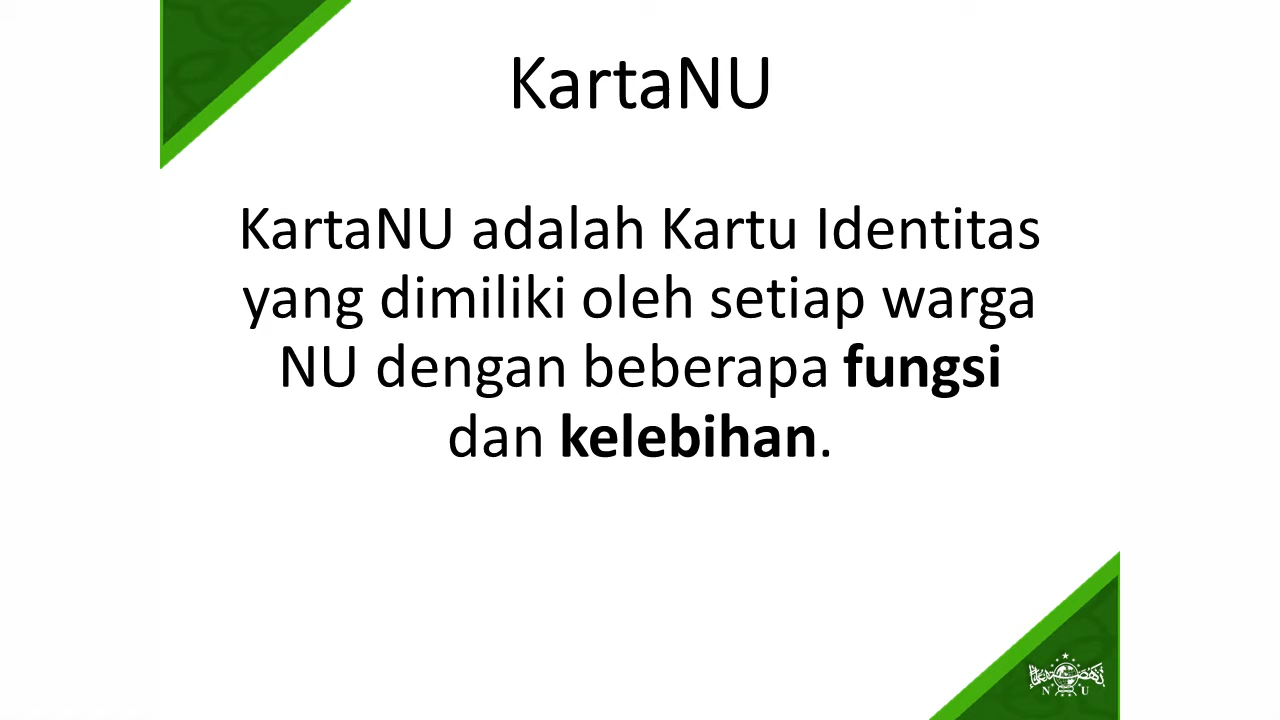 KartaNU
KartaNU adalah Kartu Identitas
yang dimiliki oleh setiap warga
NU dengan beberapa fungsi
dan kelebihan.
N U